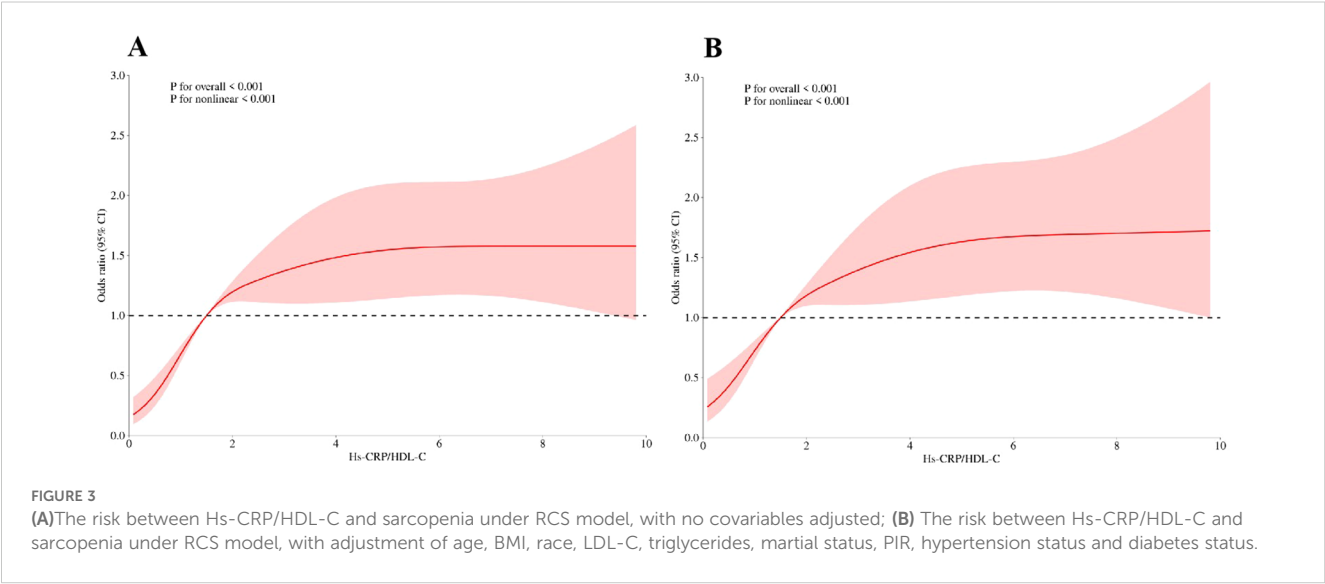 A
P for overall < 0.001
P for nonlinear < 0.001
Odds ratio (95% CI)
3.0
2.5
2.0
1.5
1.0
0.5
0.0
0 2 4 6 8 10
Hs-CRP/HDL-C
B
P for overall < 0.001
P for nonlinear < 0.001
Odds ratio (95% CI)
3.0
2.5
2.0
1.5
1.0
0.5
0.0
0 2 4 6 8 10
Hs-CRP/HDL-C
FIGURE 3
(A)The risk between Hs-CRP/HDL-C and sarcopenia under RCS model, with no covariables adjusted; (B) The risk between Hs-CRP/HDL-C and
sarcopenia under RCS model, with adjustment of age, BMI, race, LDL-C, triglycerides, martial status, PIR, hypertension status and diabetes status.